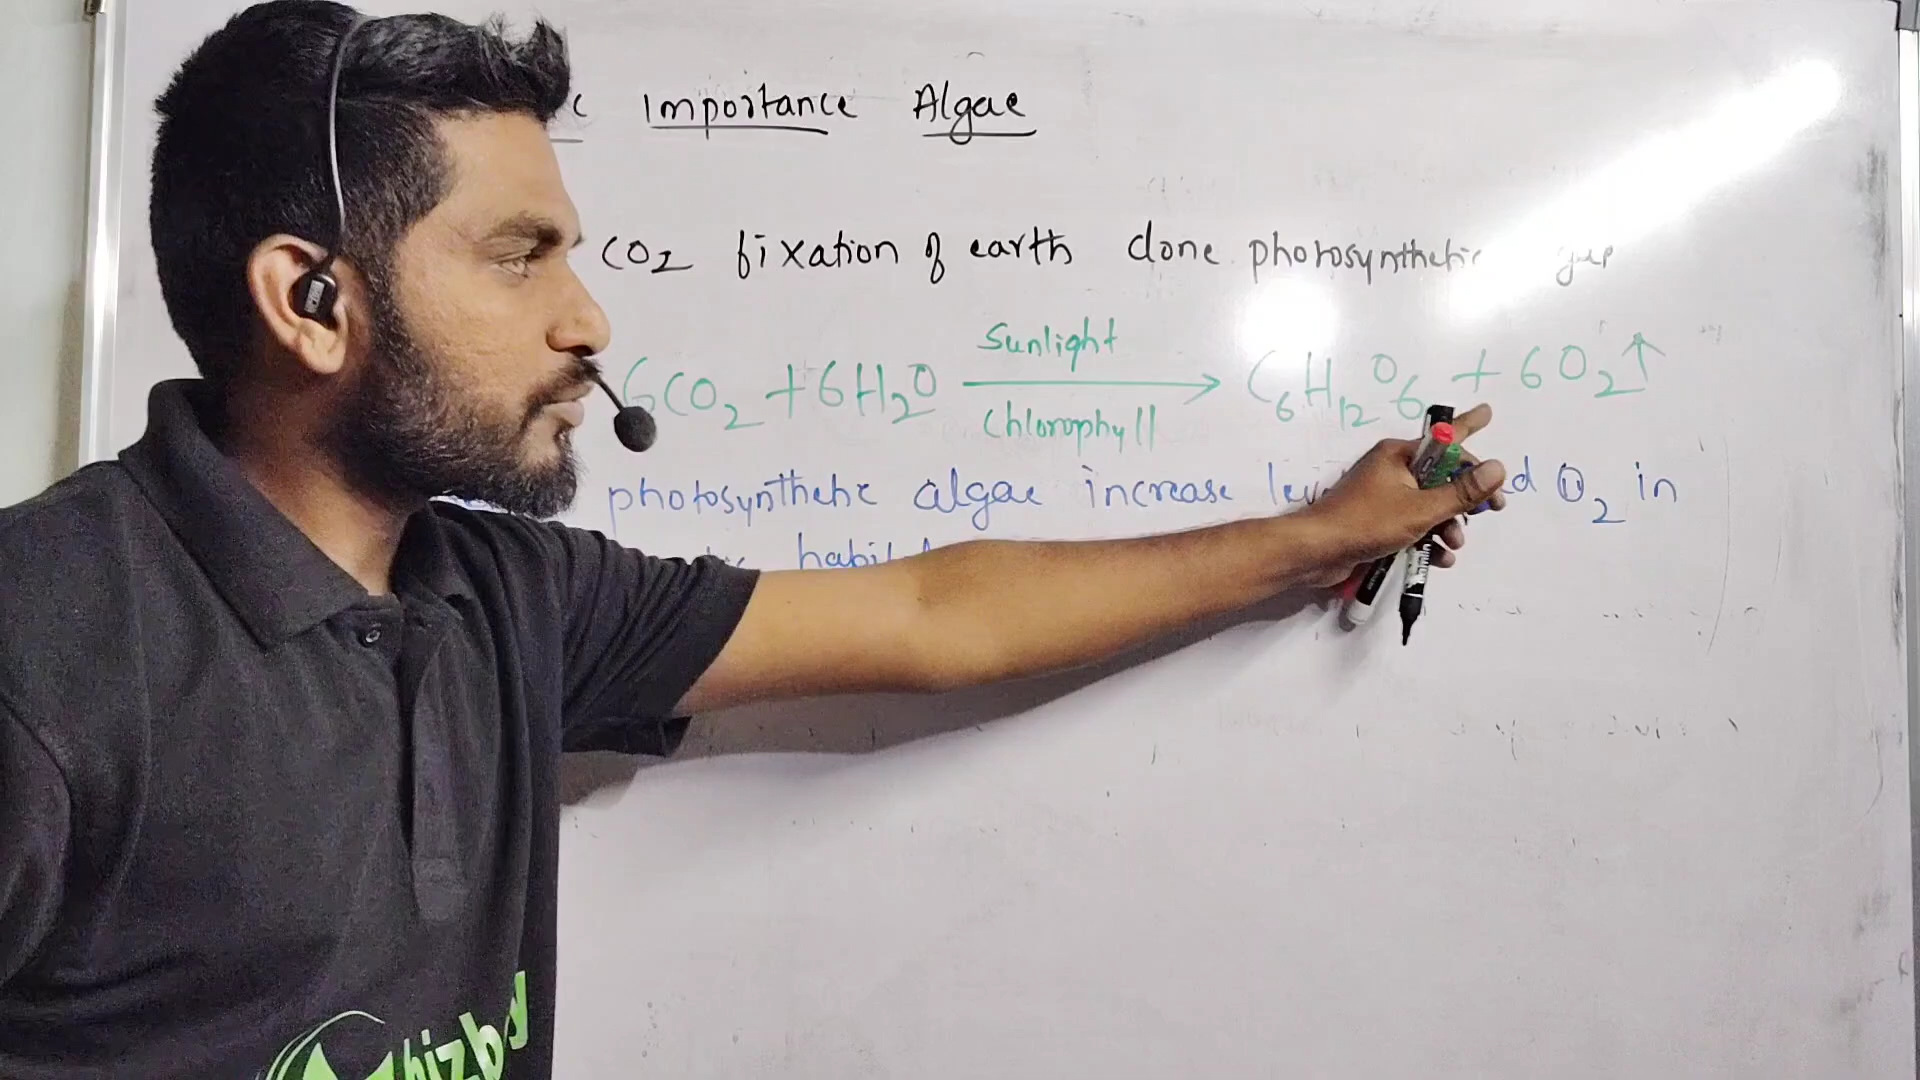 c Importance Algae
CO2 fixation of earth done photosynthetic
Sunlight
6CO2 + 6H2O → C6H12O6 + 6O2↑
Chlorophyll
photosynthetic algae increase O2 in